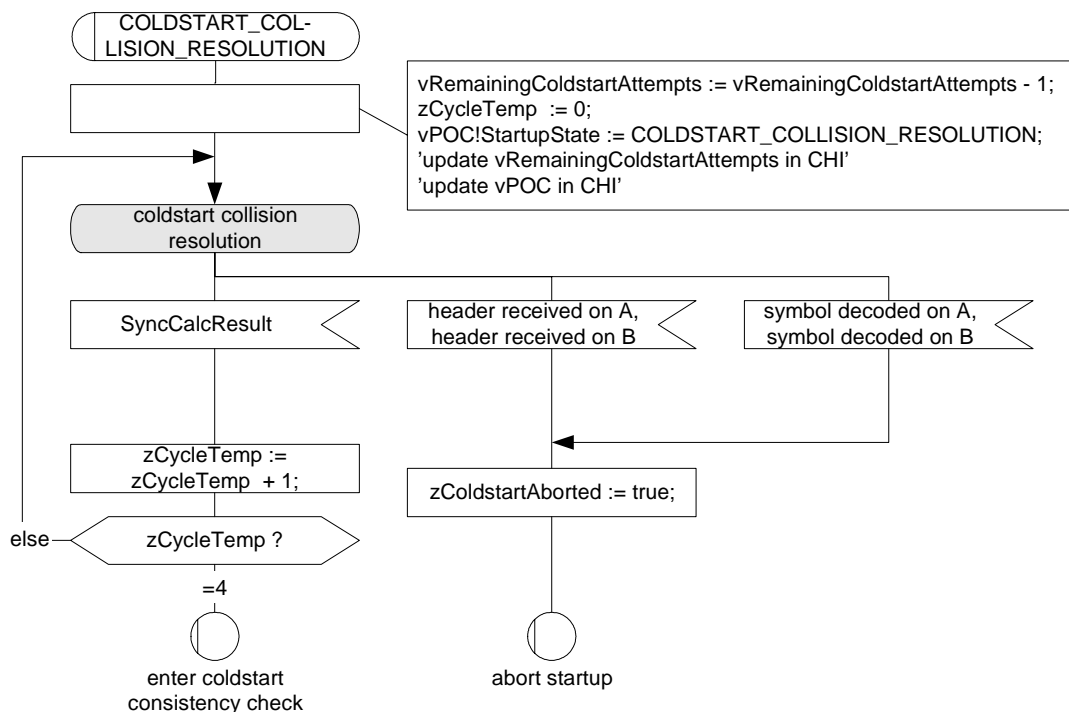 COLDSTART_COL-
LISION_RESOLUTION
vRemainingColdstartAttempts := vRemainingColdstartAttempts - 1;
zCycleTemp := 0;
vPOC!StartupState := COLDSTART_COLLISION_RESOLUTION;
’update vRemainingColdstartAttempts in CHI’
’update vPOC in CHI’
coldstart collision
resolution
SyncCalcResult
header received on A,
header received on B
symbol decoded on A,
symbol decoded on B
zCycleTemp :=
zCycleTemp + 1;
zColdstartAborted := true;
else
zCycleTemp ?
=4
enter coldstart
consistency check
abort startup